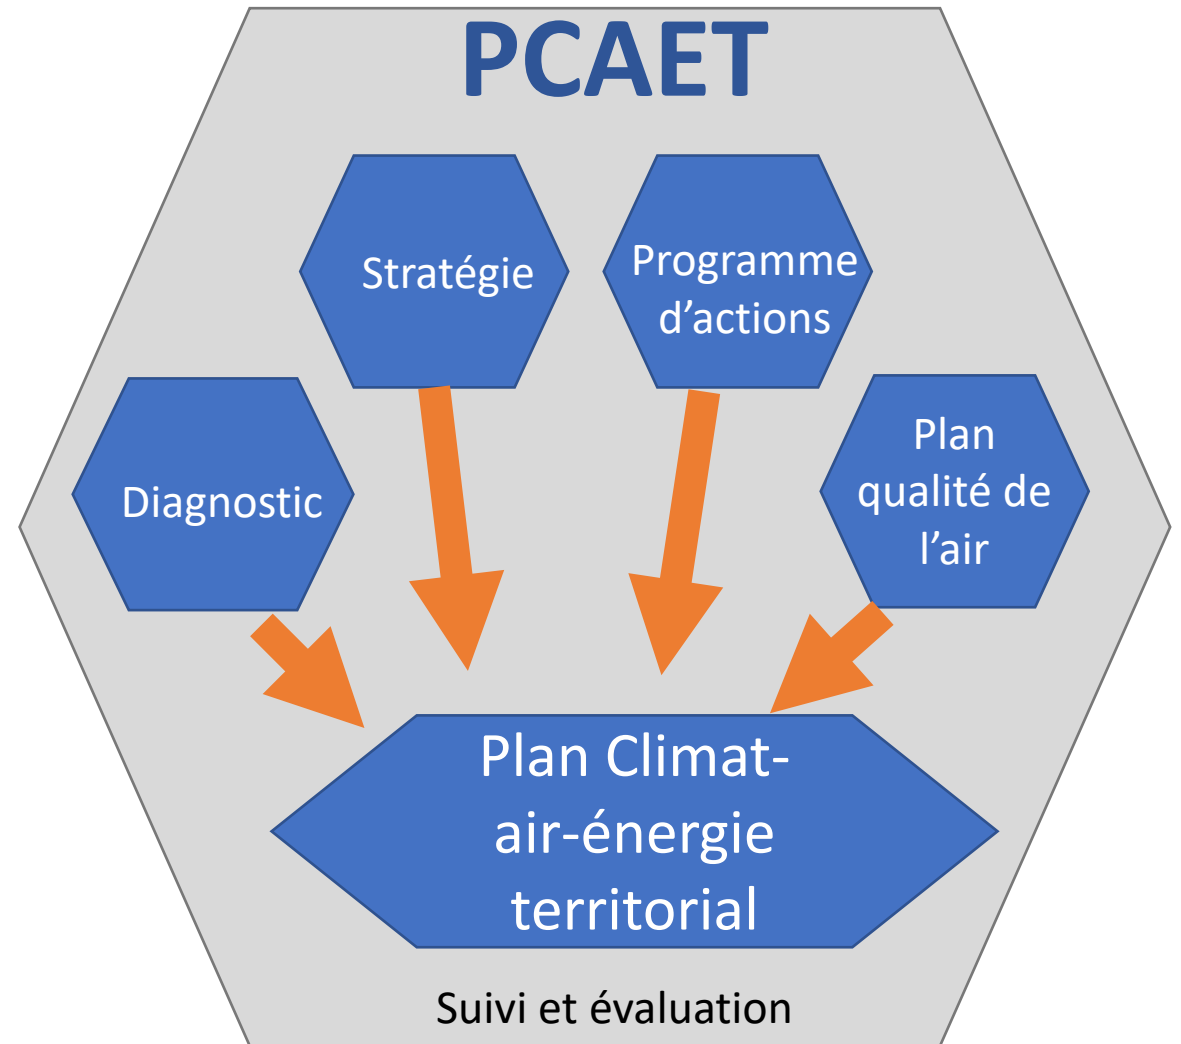 PCAET
Stratégie
Programme
d’actions
Diagnostic
Plan
qualité de
l’air
Plan Climat-
air-énergie
territorial
Suivi et évaluation